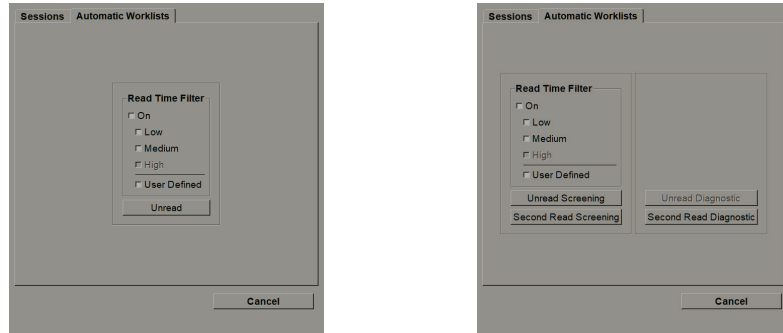 Sessions Automatic Worklists
Read Time Filter
On
Low
Medium
High
User Defined
Unread
Cancel
Sessions Automatic Worklists
Read Time Filter
On
Low
Medium
High
User Defined
Unread Screening
Second Read Screening
Unread Diagnostic
Second Read Diagnostic
Cancel